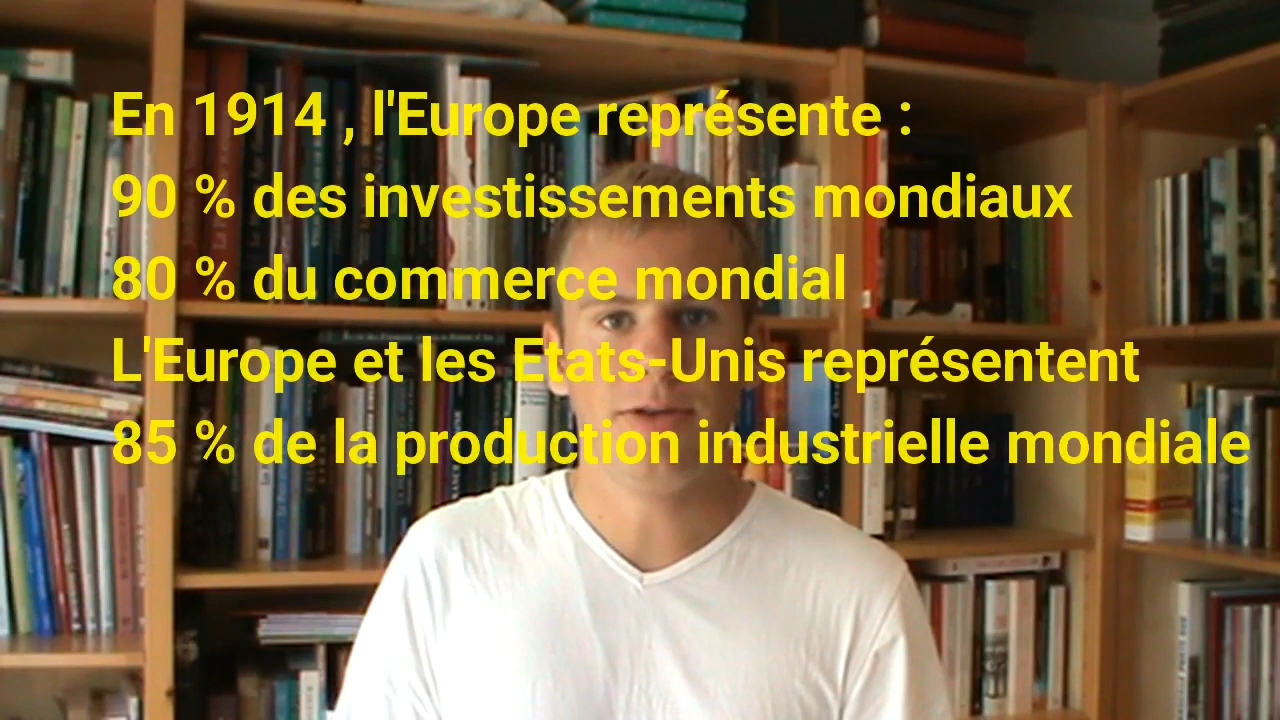 En 1914 , l'Europe représente :
90 % des investissements mondiaux
80 % du commerce mondial
L'Europe et les Etats-Unis représentent
85 % de la production industrielle mondiale